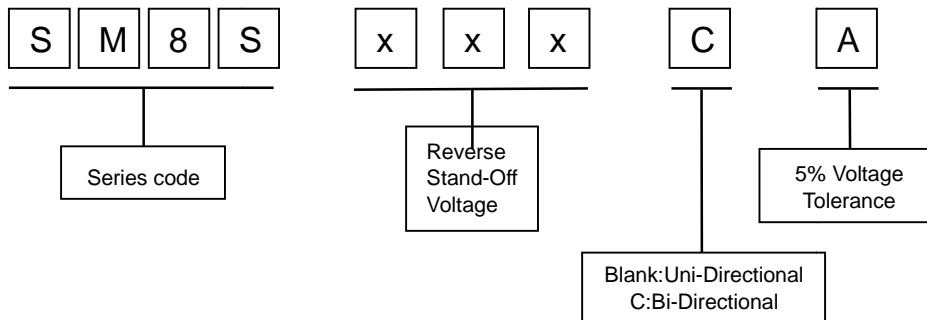 S M 8 S x x x C A
Series code
Reverse
Stand-Off
Voltage
5% Voltage
Tolerance
Blank:Uni-Directional
C:Bi-Directional